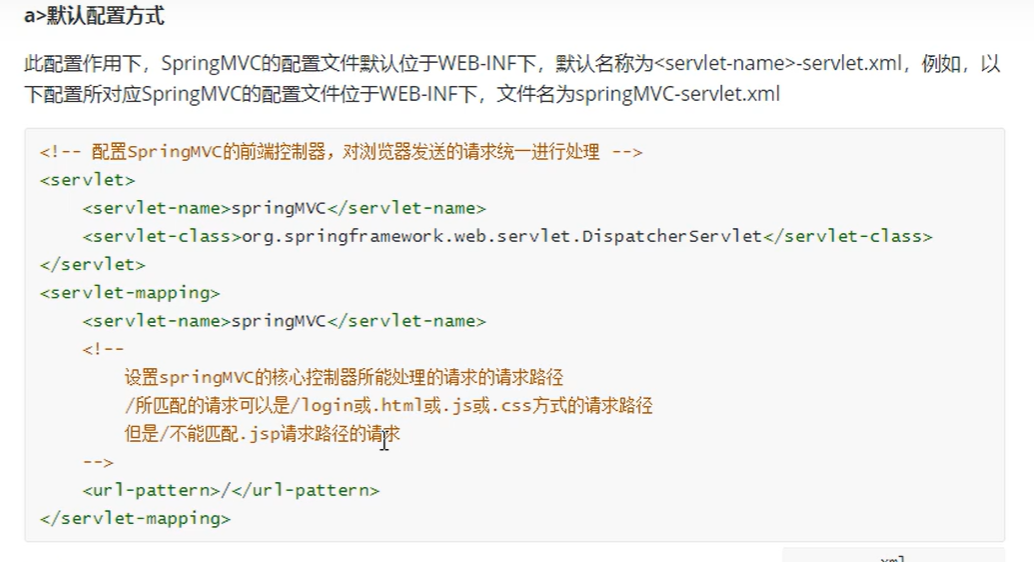 a>默认配置方式
此配置作用下，SpringMVC的配置文件默认位于WEB-INF下，默认名称为<servlet-name>-servlet.xml，例如，以
下配置所对应SpringMVC的配置文件位于WEB-INF下，文件名为springMVC-servlet.xml
<!-- 配置SpringMVC的前端控制器，对浏览器发送的请求统一进行处理 -->
<servlet>
    <servlet-name>springMVC</servlet-name>
    <servlet-class>org.springframework.web.servlet.DispatcherServlet</servlet-class>
</servlet>
<servlet-mapping>
    <servlet-name>springMVC</servlet-name>
    <!--
        设置springMVC的核心控制器所能处理的请求的请求路径
        /所匹配的请求可以是/login或.html或.js或.css方式的请求路径
        但是/不能匹配.jsp请求路径的请求
    -->
    <url-pattern>/</url-pattern>
</servlet-mapping>
xml